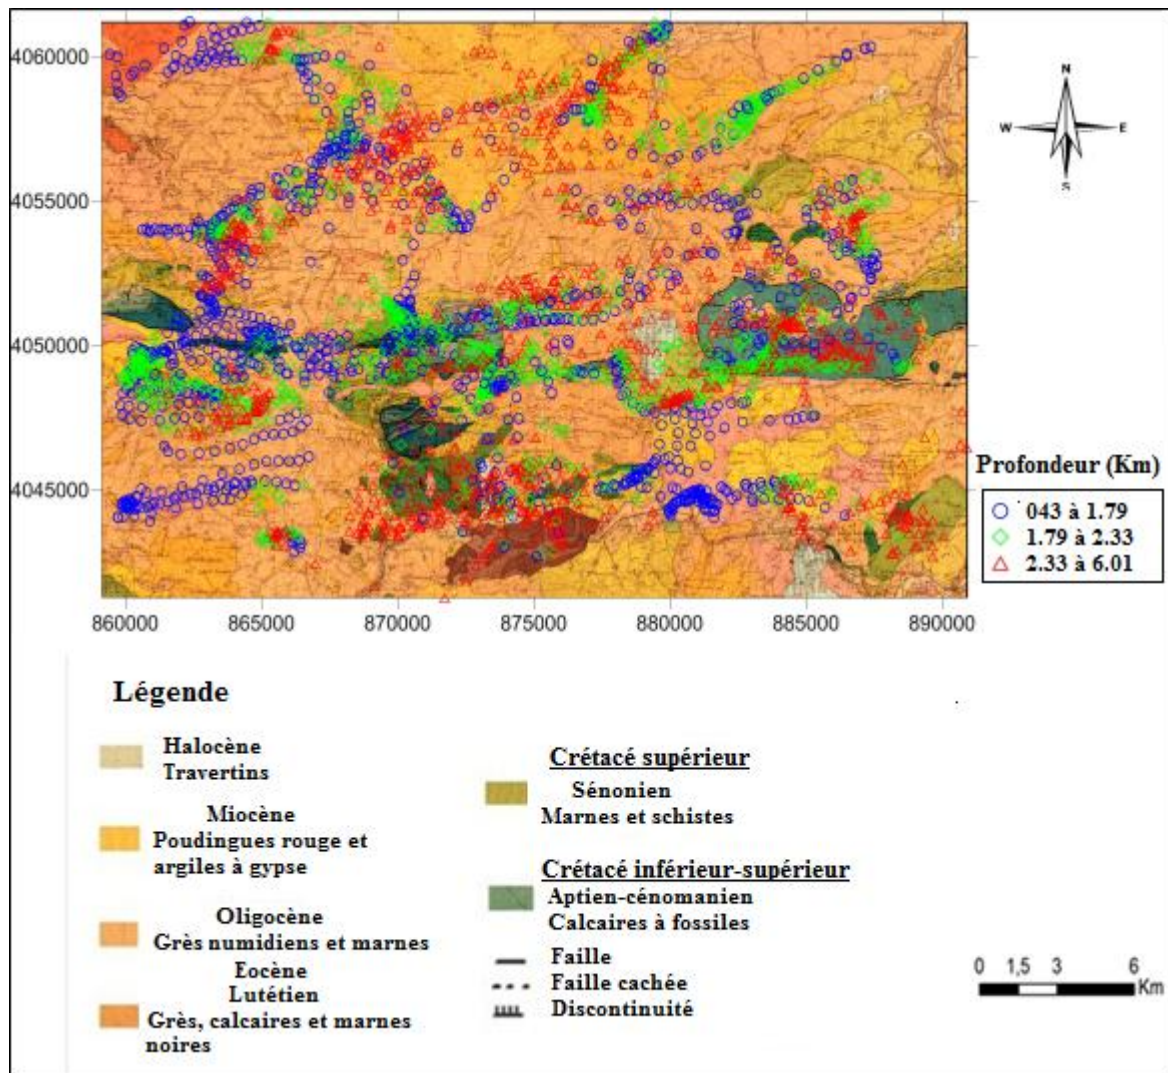 4060000
4055000
4050000
4045000
860000 865000 870000 875000 880000 885000 890000
N
W E
S
Profondeur (Km)
043 à 1.79
1.79 à 2.33
2.33 à 6.01
Légende
Halocène
Travertins
Miocène
Poudingues rouge et
argiles à gypse
Oligocène
Grès numidiens et marnes
Eocène
Lutétien
Grès, calcaires et marnes
noires
Crétacé supérieur
Sénonien
Marnes et schistes
Crétacé inférieur-supérieur
Aptien-cénomanien
Calcaires à fossiles
Faille
Faille cachée
Discontinuité
0 1,5 3 6
Km